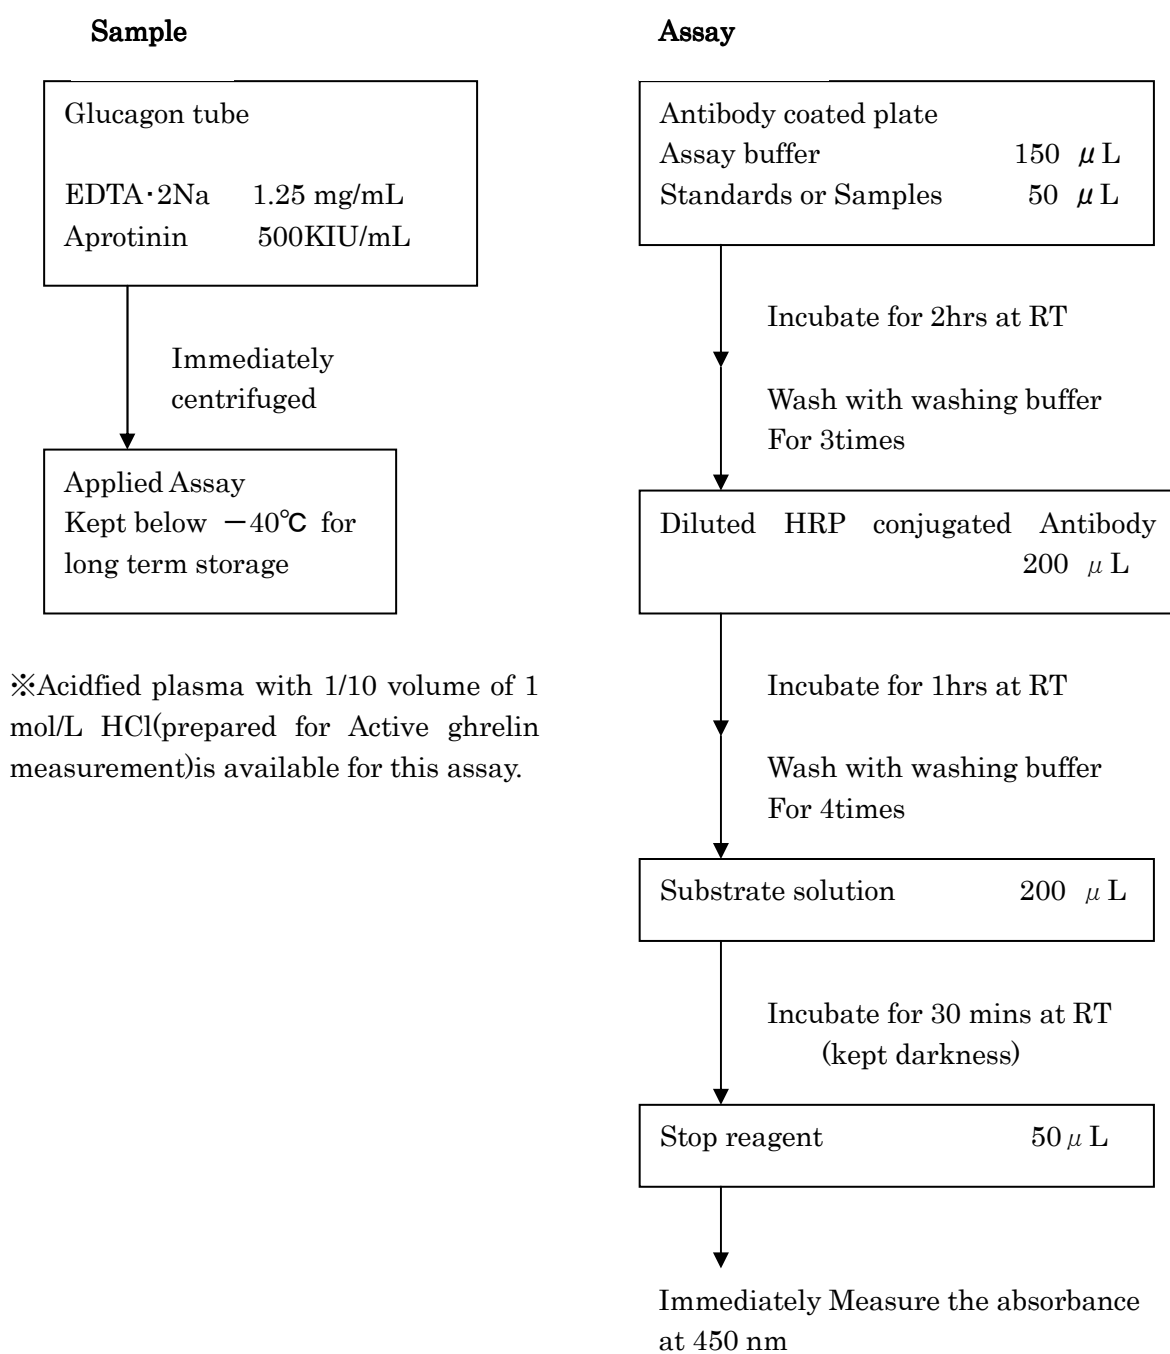 Sample
Glucagon tube
EDTA・2Na 1.25 mg/mL
Aprotinin 500KIU/mL
Immediately
centrifuged
Applied Assay
Kept below －40℃ for
long term storage
※Acidfied plasma with 1/10 volume of 1
mol/L HCl(prepared for Active ghrelin
measurement)is available for this assay.
Assay
Antibody coated plate
Assay buffer 150 μL
Standards or Samples 50 μL
Incubate for 2hrs at RT
Wash with washing buffer
For 3times
Diluted HRP conjugated Antibody
200 μL
Incubate for 1hrs at RT
Wash with washing buffer
For 4times
Substrate solution 200 μL
Incubate for 30 mins at RT
(kept darkness)
Stop reagent 50μL
Immediately Measure the absorbance
at 450 nm